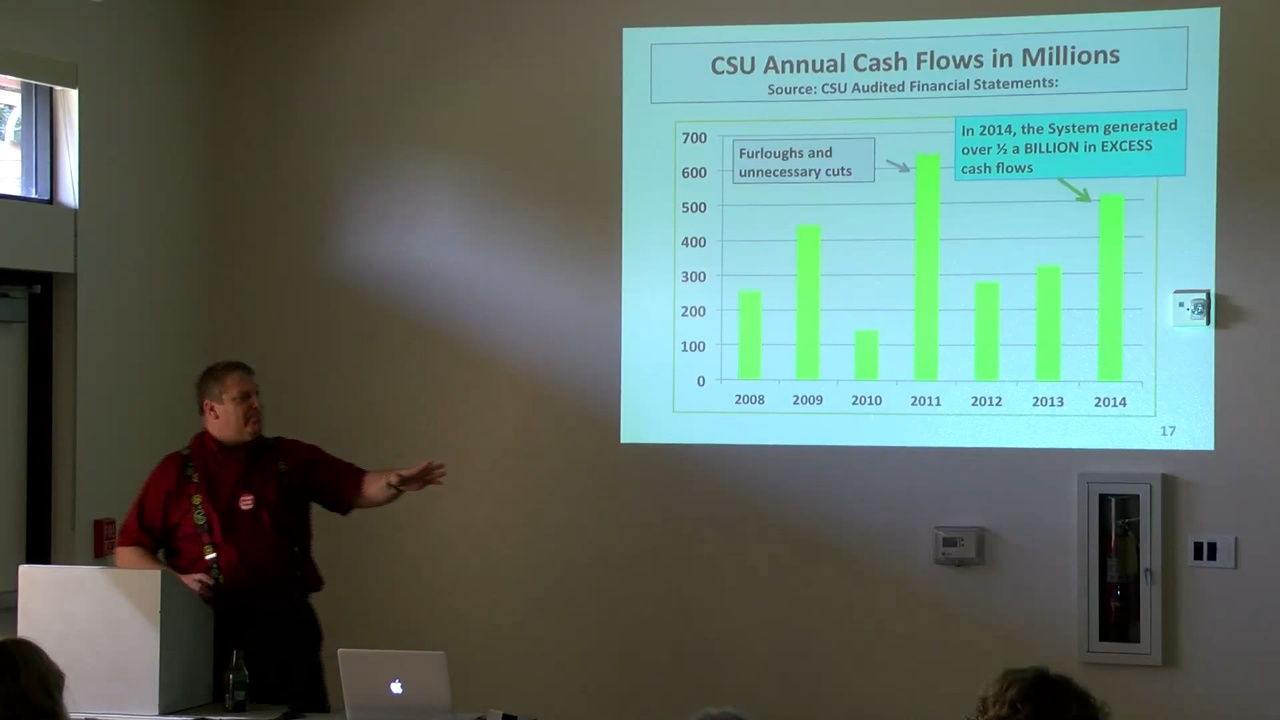 CSU Annual Cash Flows in Millions
Source: CSU Audited Financial Statements:
Furloughs and
unnecessary cuts
In 2014, the System generated
over ½ a BILLION in EXCESS
cash flows
700
600
500
400
300
200
100
0
2008 2009 2010 2011 2012 2013 2014
17